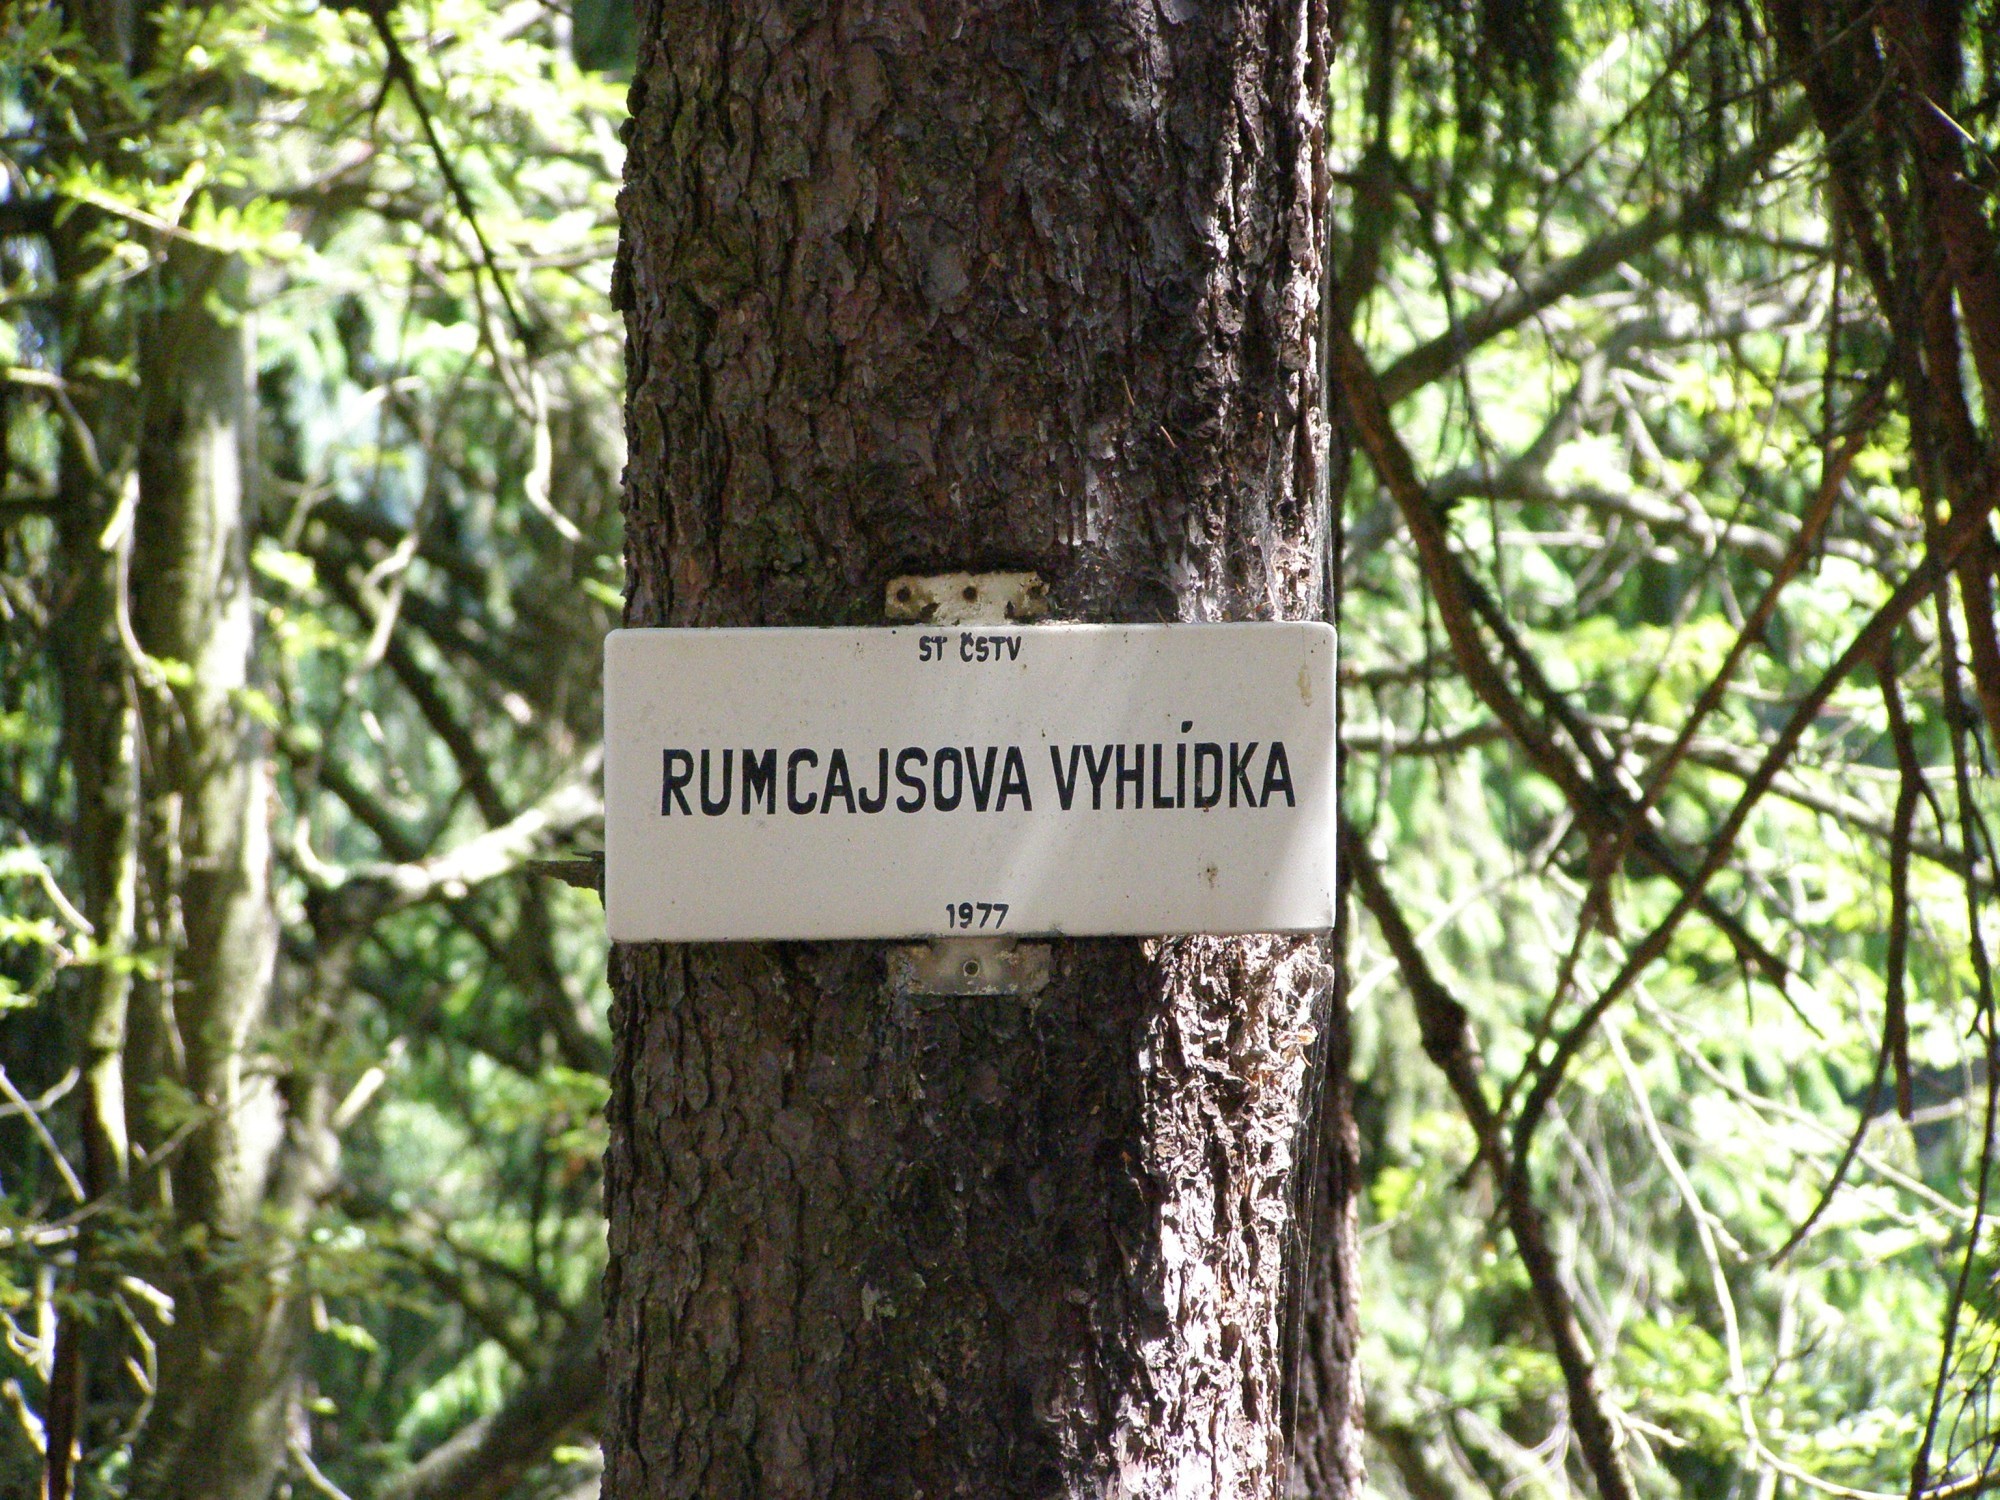 ST ČSTV
RUMCAJSOVA VYHLÍDKA
1977